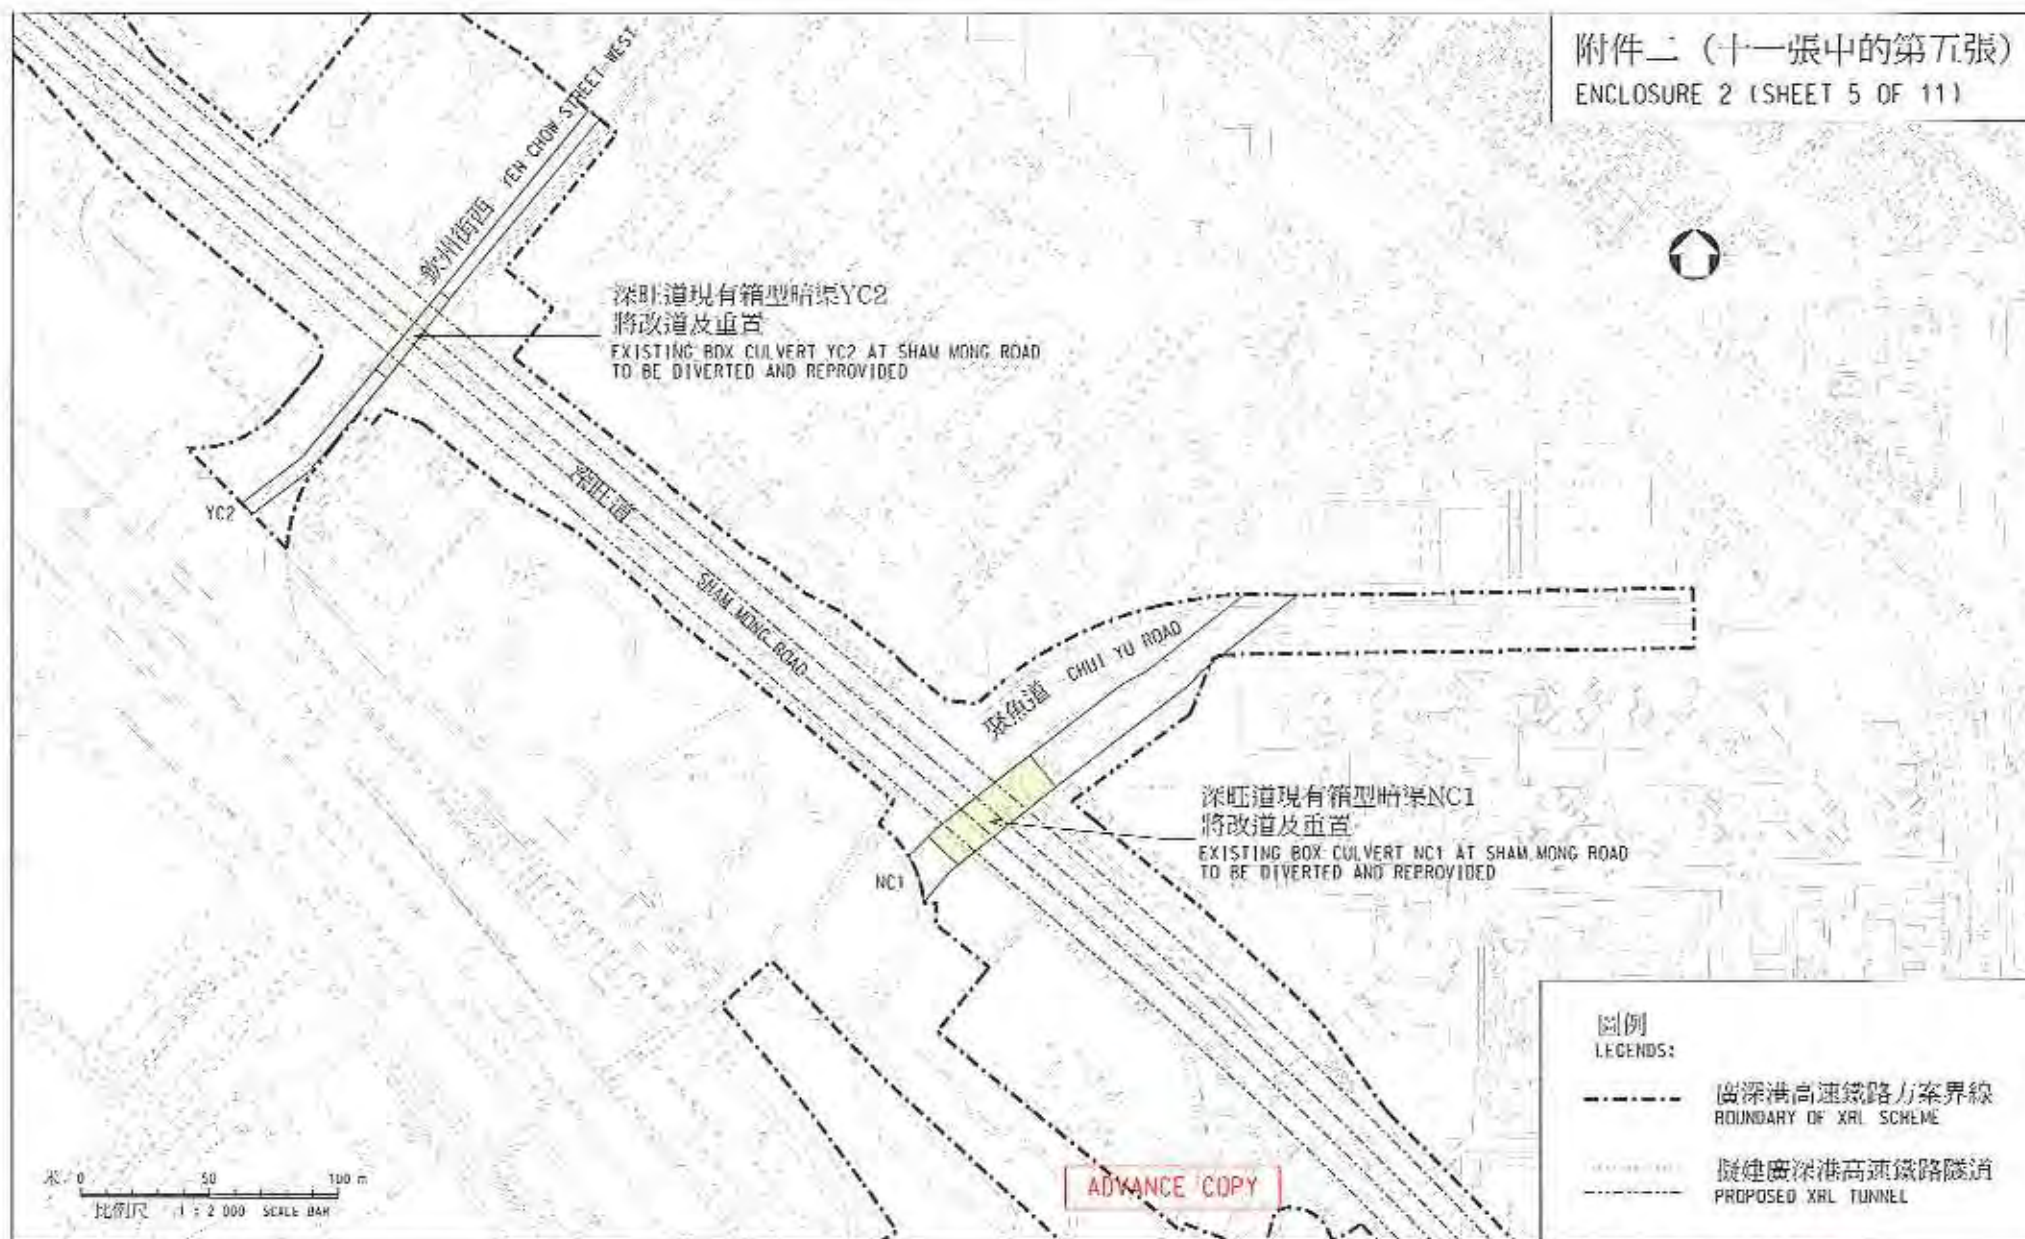 附件二（十一張中的第五張）
ENCLOSURE 2 (SHEET 5 OF 11)
欽州街西 YEN CHOW STREET WEST
深旺道現有箱型暗渠YC2
將改道及重置
EXISTING BOX CULVERT YC2 AT SHAM MONG ROAD
TO BE DIVERTED AND REPROVIDED
YC2
深旺道
SHAM MONG ROAD
聚魚道 CHUI YU ROAD
深旺道現有箱型暗渠NC1
將改道及重置
EXISTING BOX CULVERT NC1 AT SHAM MONG ROAD
TO BE DIVERTED AND REPROVIDED
NC1
圖例
LEGENDS:
廣深港高速鐵路方案界線
BOUNDARY OF XRL SCHEME
擬建廣深港高速鐵路隧道
PROPOSED XRL TUNNEL
米 0 50 100 m
比例尺 1 : 2 000 SCALE BAR
ADVANCE COPY